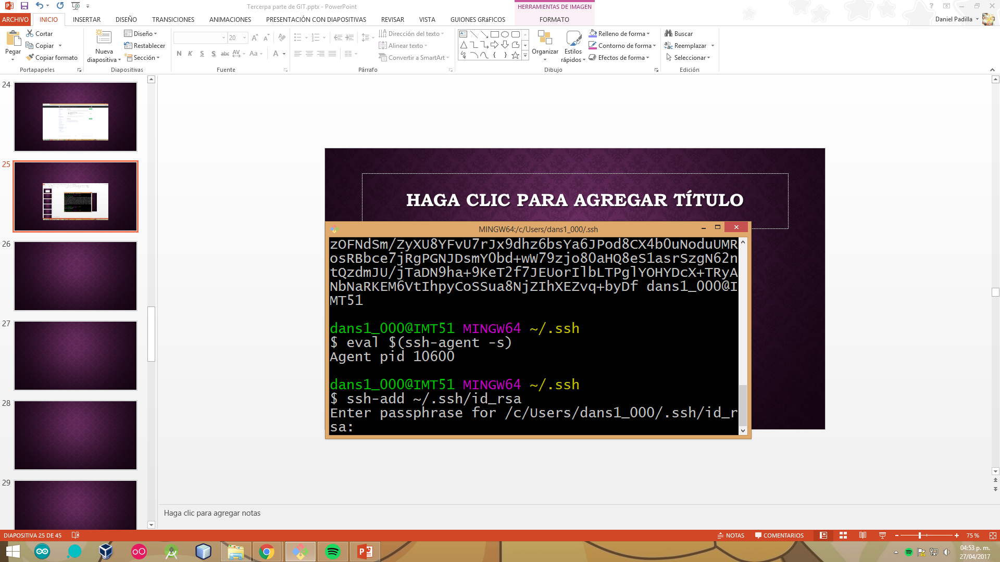 Tercerpa parte de GIT.pptx - PowerPoint
HERRAMIENTAS DE IMAGEN
ARCHIVO INICIO INSERTAR DISEÑO TRANSICIONES ANIMACIONES PRESENTACIÓN CON DIAPOSITIVAS REVISAR VISTA GUIONES GRáFICOS FORMATO
Daniel Padilla
Pegar
Cortar
Copiar
Copiar formato
Portapapeles
Nueva
diapositiva
Diseño
Restablecer
Sección
Diapositivas
20
N K S S abc AV Aa A
Fuente
Dirección del texto
Alinear texto
Convertir a SmartArt
Párrafo
Organizar
Estilos
rápidos
Relleno de forma
Contorno de forma
Efectos de forma
Dibujo
Buscar
Reemplazar
Seleccionar
Edición
24
25
26
27
28
29
HAGA CLIC PARA AGREGAR TÍTULO
MINGW64:/c/Users/dans1_000/.ssh
zOFNdSm/ZyXU8YFvU7rJx9dhz6bsYa6JPod8CX4b0uNoduUMR
osRBbce7jRgPGNJDsmY0bd+wW79zjo8OaHQ8eS1asrSzgN62n
tQzdmJU/jTaDN9ha+9KeT2f7JEUorIlbLTPglYOHYDcX+TRyA
NbNaRKEM6VtIhpyCoSSua8NjZIhXEZvq+byDf dans1_000@I
MT51
dans1_000@IMT51 MINGW64 ~/.ssh
$ eval $(ssh-agent -s)
Agent pid 10600
dans1_000@IMT51 MINGW64 ~/.ssh
$ ssh-add ~/.ssh/id_rsa
Enter passphrase for /c/Users/dans1_000/.ssh/id_r
sa:
Haga clic para agregar notas
DIAPOSITIVA 25 DE 45
NOTAS
COMENTARIOS
75 %
04:53 p. m.
27/04/2017